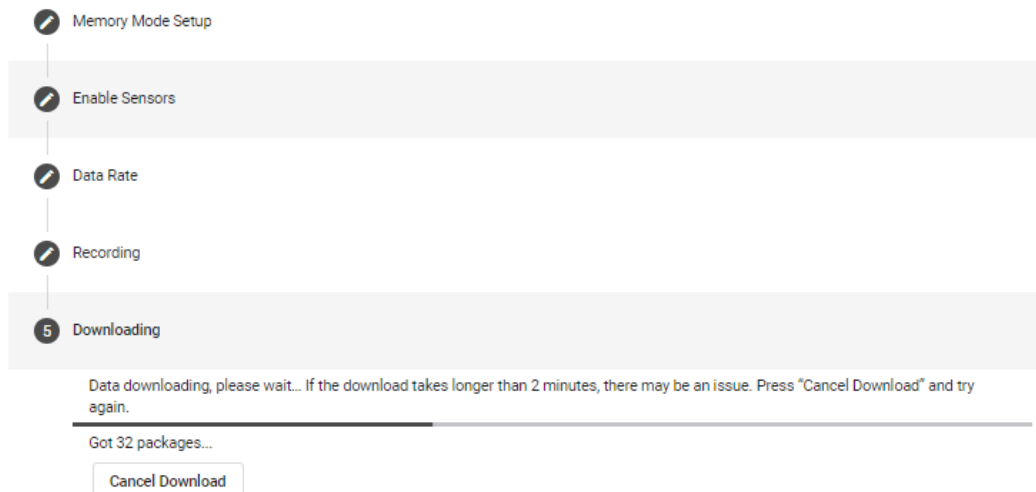 Memory Mode Setup
Enable Sensors
Data Rate
Recording
5 Downloading
Data downloading, please wait... If the download takes longer than 2 minutes, there may be an issue. Press "Cancel Download" and try
again.
Got 32 packages...
Cancel Download